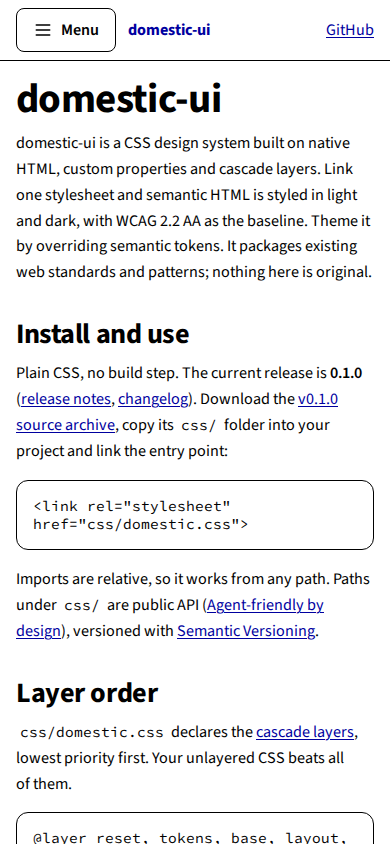 Menu domestic-ui GitHub
domestic-ui
domestic-ui is a CSS design system built on native
HTML, custom properties and cascade layers. Link
one stylesheet and semantic HTML is styled in light
and dark, with WCAG 2.2 AA as the baseline. Theme it
by overriding semantic tokens. It packages existing
web standards and patterns; nothing here is original.
Install and use
Plain CSS, no build step. The current release is 0.1.0
(release notes, changelog). Download the v0.1.0
source archive, copy its css/ folder into your
project and link the entry point:
<link rel="stylesheet"
href="css/domestic.css">
Imports are relative, so it works from any path. Paths
under css/ are public API (Agent-friendly by
design), versioned with Semantic Versioning.
Layer order
css/domestic.css declares the cascade layers,
lowest priority first. Your unlayered CSS beats all
of them.
@layer reset, tokens, base, layout,